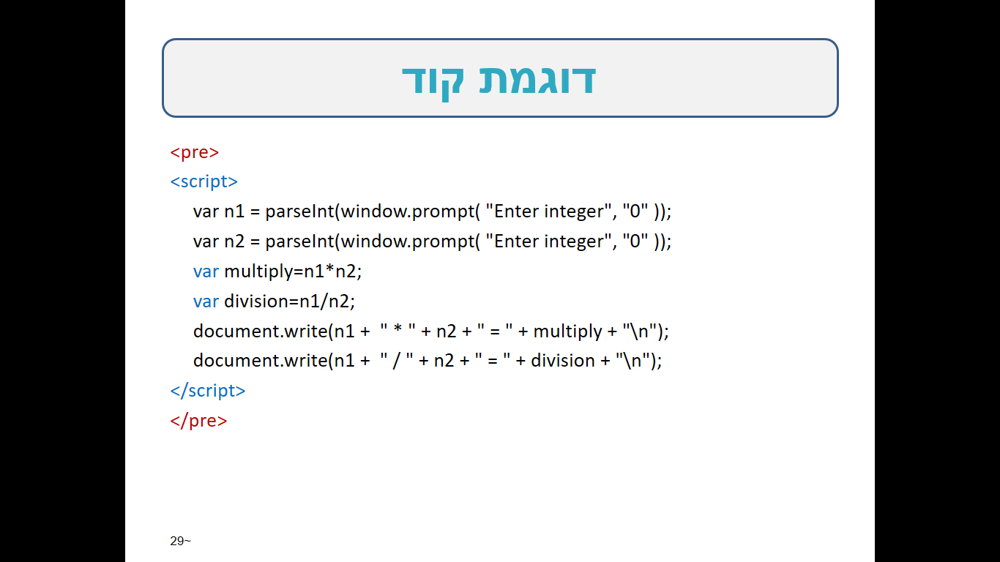 דוגמת קוד
<pre>
<script>
var n1 = parseInt(window.prompt( "Enter integer", "0" ));
var n2 = parseInt(window.prompt( "Enter integer", "0" ));
var multiply=n1*n2;
var division=n1/n2;
document.write(n1 +  " * " + n2 + " = " + multiply + "\n");
document.write(n1 +  " / " + n2 + " = " + division + "\n");
</script>
</pre>
29~